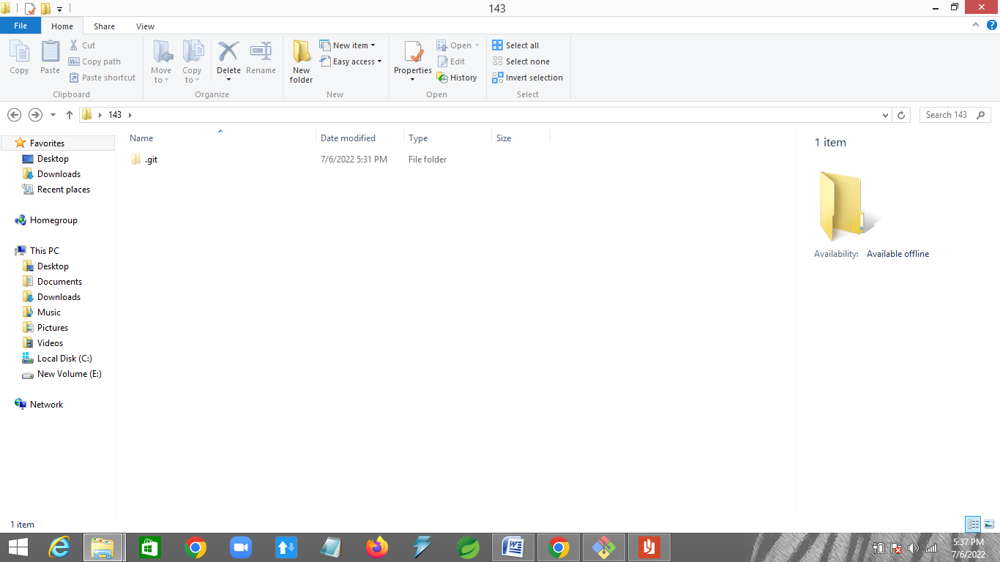 143
File
Home
Share
View
Copy
Paste
Cut
Copy path
Paste shortcut
Clipboard
Move to
Copy to
Delete
Rename
Organize
New folder
New item
Easy access
New
Properties
Open
Edit
History
Open
Select all
Select none
Invert selection
Select
143
Search 143
Favorites
Desktop
Downloads
Recent places
Homegroup
This PC
Desktop
Documents
Downloads
Music
Pictures
Videos
Local Disk (C:)
New Volume (E:)
Network
Name Date modified Type Size
.git 7/6/2022 5:31 PM File folder
1 item
Availability: Available offline
1 item
5:37 PM
7/6/2022